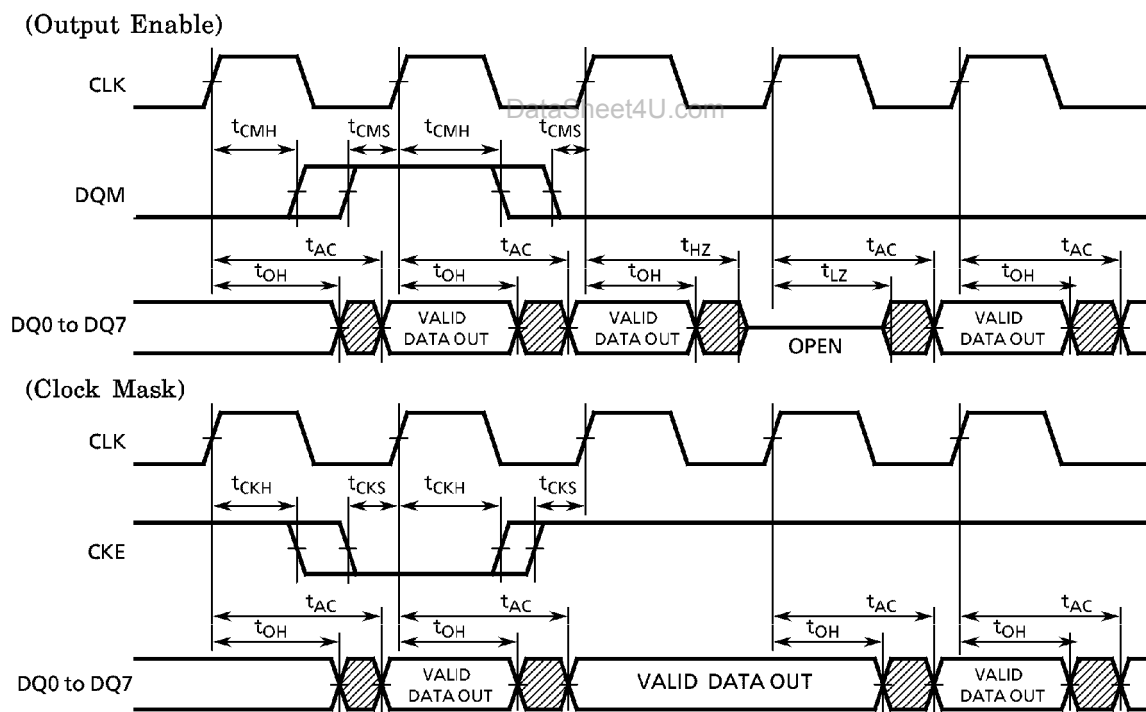 (Output Enable)
CLK
DataSheet4U.com
tCMH tCMS tCMH tCMS
DQM
tAC tAC tHZ tAC tAC
tOH tOH tOH tLZ tOH
DQ0 to DQ7
VALID DATA OUT
VALID DATA OUT
OPEN
VALID DATA OUT
(Clock Mask)
CLK
tCKH tCKS tCKH tCKS
CKE
tAC tAC tAC tAC
tOH tOH tOH tOH
DQ0 to DQ7
VALID DATA OUT
VALID DATA OUT
VALID DATA OUT